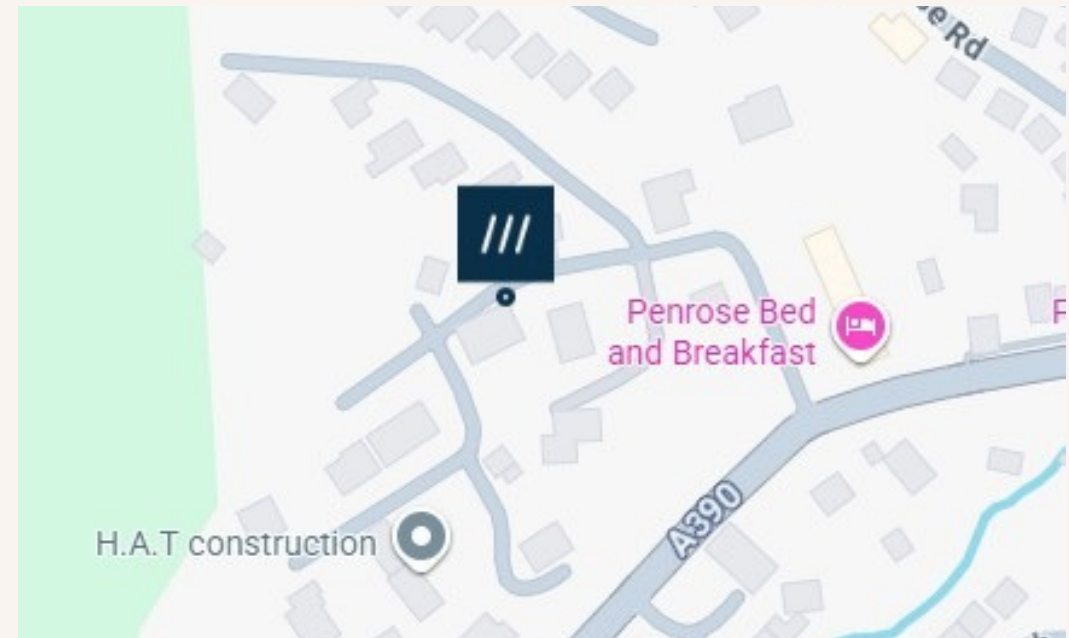 e Rd
Penrose Bed
and Breakfast
A390
H.A.T construction